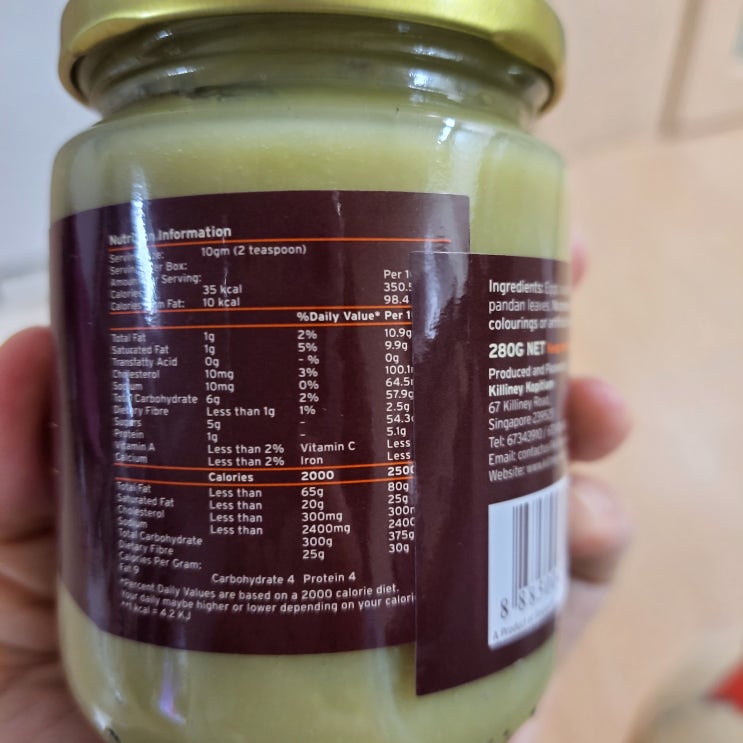 Information
10gm (2 teaspoon)
Box:
Serving:
Per
35 kcal 350.
Fat: 10 kcal 98.4
%Daily Value* Per
Total Fat 1g 2% 10.9g
Saturated Fat 1g 5% 9.9g
Transfatty Acid 0g - % 0g
Cholesterol 10mg 3% 100.
Sodium 10mg 0% 64.5
Total Carbohydrate 6g 2% 57.9g
Dietary Fibre Less than 1g 1% 2.5g
Sugars 5g - 54.3
Protein 1g - 5.1g
Vitamin A Less than 2% Vitamin C Less
Calcium Less than 2% Iron Less
Calories 2000 2500
Total Fat Less than 65g 80g
Saturated Fat Less than 20g 25g
Cholesterol Less than 300mg 300
Sodium Less than 2400mg 2400
Total Carbohydrate 300g 375g
Dietary Fibre 25g 30g
Calories Per Gram:
Fat 9 Carbohydrate 4 Protein 4
*Percent Daily Values are based on a 2000 calorie diet.
Your daily maybe higher or lower depending on your
**1 kcal = 4.2 KJ
Ingredients:
pandan leaves,
colourings or
280G NET
Produced and
Killiney Kopitiam
67 Killiney Road,
Singapore
Tel: 67343910
Email:
Website:
8 885
A Product